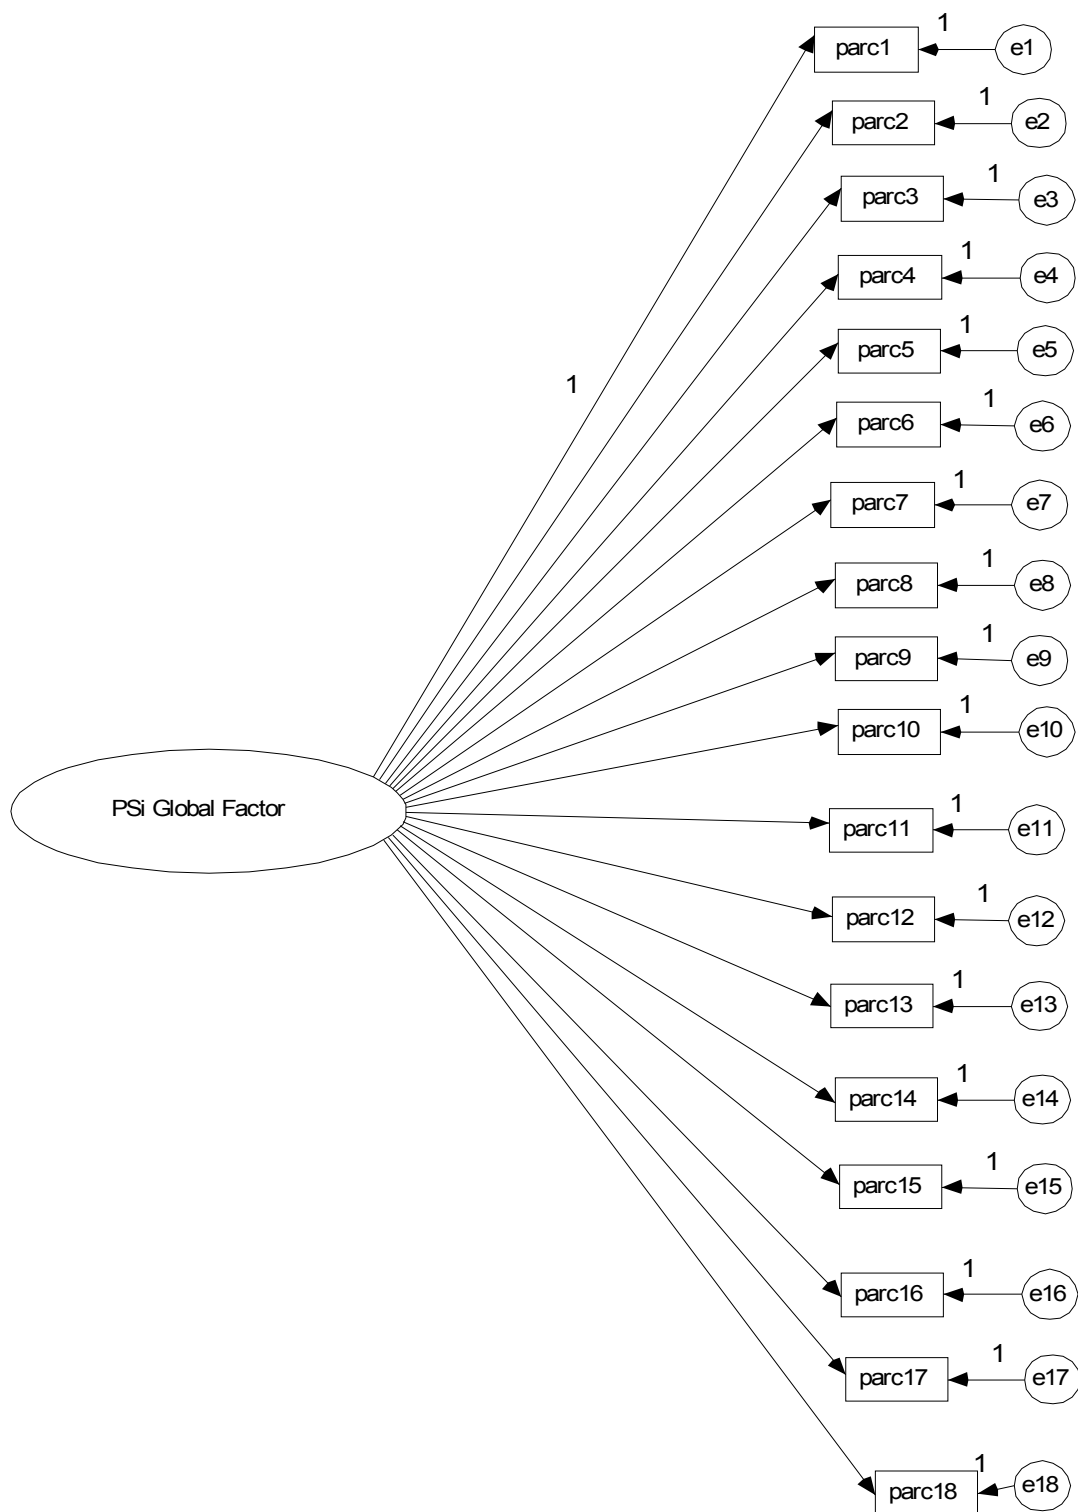 1
parc1
e1
1
parc2
e2
1
parc3
e3
1
parc4
e4
1
parc5
e5
1
1
parc6
e6
1
parc7
e7
1
parc8
e8
1
parc9
e9
1
parc10
e10
PSi Global Factor
1
parc11
e11
1
parc12
e12
1
parc13
e13
1
parc14
e14
1
parc15
e15
1
parc16
e16
1
parc17
e17
1
parc18
e18